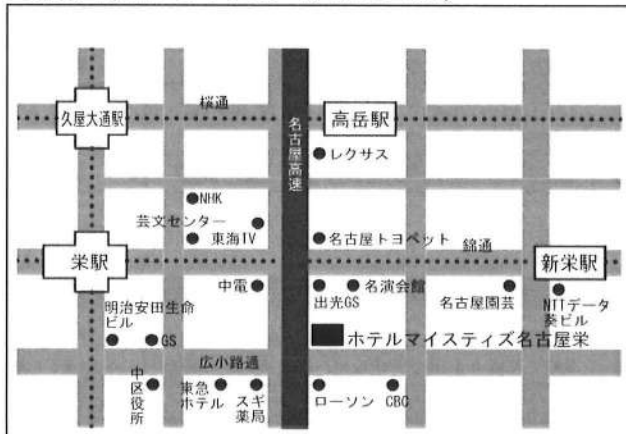 桜通
久屋大通駅
高岳駅
名古屋高速
レクサス
NHK
芸文センター
東海TV
名古屋トヨペット
錦通
栄駅
新栄駅
中電
出光GS
名演会館
名古屋園芸
NTTデータ
葵ビル
明治安田生命
ビル
GS
ホテルマイスティズ名古屋栄
広小路通
中区役所
東急
ホテル
スギ
薬局
ローソン
CBC